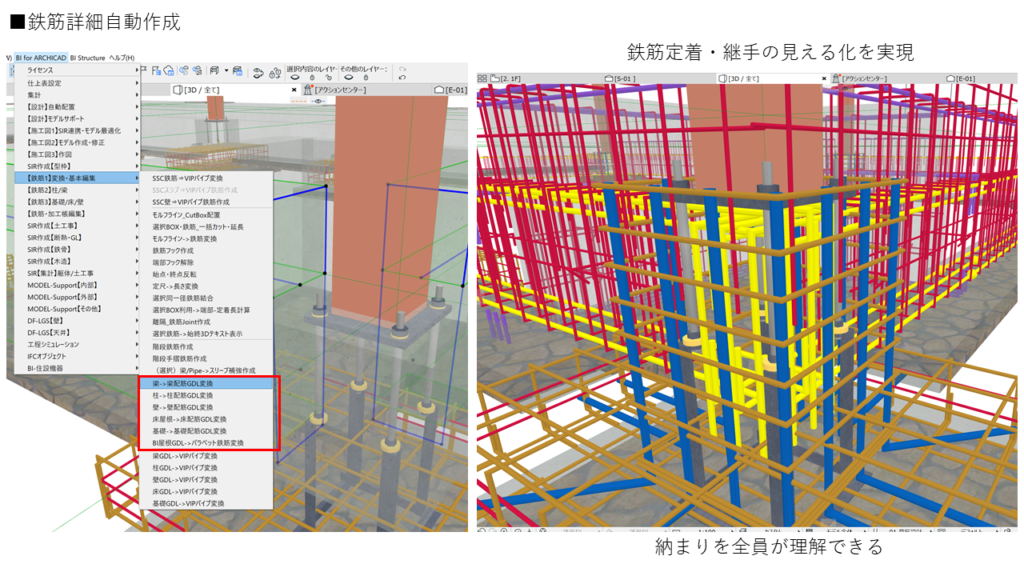 ■鉄筋詳細自動作成
鉄筋定着・継手の見える化を実現
V) BI for ARCHICAD BI Structure ヘルプ(H)
ライセンス
仕上表設定
集計
【設計】自動配置
【設計】モデルサポート
【施工図1】SIR連携・モデル最適化
【施工図2】モデル作成・修正
【施工図3】作図
SIR作成【型枠】
【鉄筋1】変換・基本編集
【鉄筋2】柱/梁
【鉄筋3】基礎/床/壁
【鉄筋・加工帳編集】
SIR作成【土工事】
SIR作成【断熱・GL】
SIR作成【鉄骨】
SIR作成【木造】
SIR【集計】躯体/土工事
MODEL-Support【内部】
MODEL-Support【外部】
MODEL-Support【その他】
DF-LGS【壁】
DF-LGS【天井】
工程シミュレーション
IFCオブジェクト
BI-住設機器
選択内容のレイヤー: その他のレイヤー:
[3D / 全て]
[アクションセンター]
[E-01]
SSC鉄筋⇒VIPパイプ変換
SSCスラブ⇒VIPパイプ鉄筋作成
SSC壁⇒VIPパイプ鉄筋作成
モルフライン_CutBox配置
選択BOX・鉄筋_一括カット・延長
モルフライン->鉄筋変換
鉄筋フック作成
端部フック解除
始点・終点反転
定尺->長さ変換
選択同一径鉄筋結合
選択BOX利用->端部-定着長計算
離隔_鉄筋Joint作成
選択鉄筋->始終3Dテキスト表示
階段鉄筋作成
階段手摺鉄筋作成
（選択）梁/Pipe->スリーブ補強作成
梁->梁配筋GDL変換
柱->柱配筋GDL変換
壁->壁配筋GDL変換
床屋根->床配筋GDL変換
基礎->基礎配筋GDL変換
BI屋根GDL->パラペット鉄筋変換
梁GDL->VIPパイプ変換
柱GDL->VIPパイプ変換
壁GDL->VIPパイプ変換
床GDL->VIPパイプ変換
基礎GDL->VIPパイプ変換
[2. 1F]
[S-01 ]
[3D / 全て]
[アクションセンター]
[E-01]
納まりを全員が理解できる